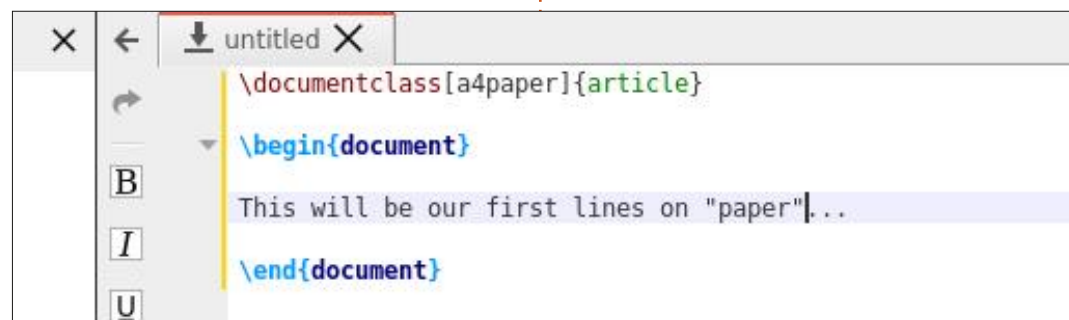 untitled
\documentclass[a4paper]{article}
\begin{document}
B
This will be our first lines on "paper"...
I
\end{document}
U